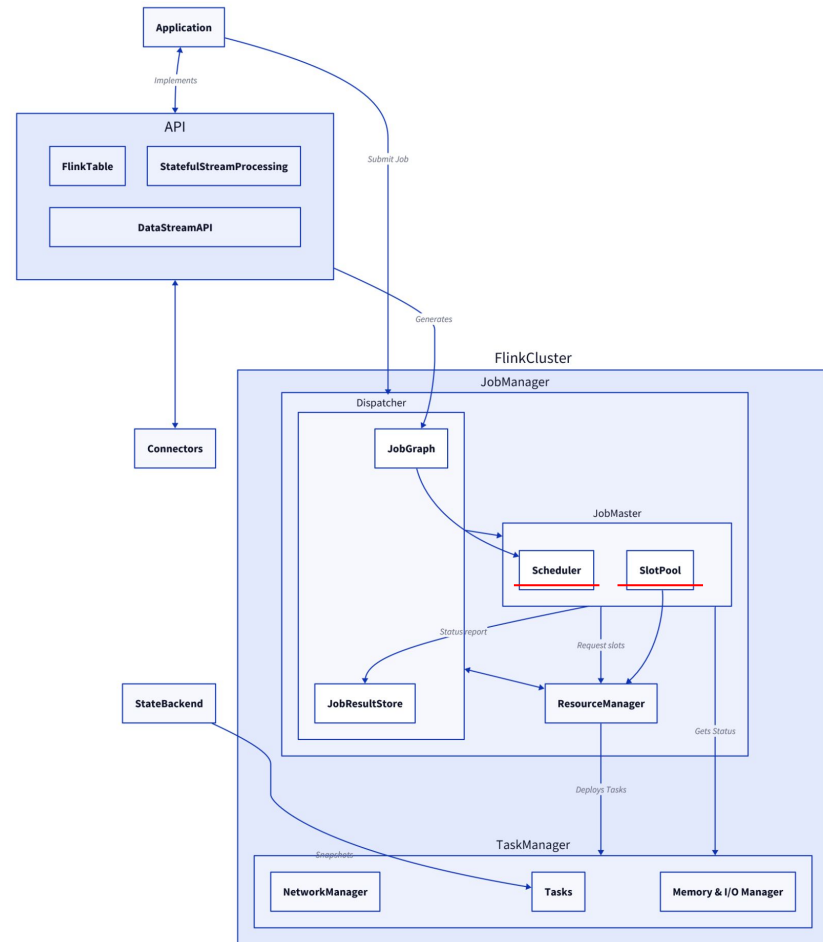 Application
Implements
API
FlinkTable
StatefulStreamProcessing
Submit Job
DataStreamAPI
Generates
FlinkCluster
JobManager
Dispatcher
Connectors
JobGraph
JobMaster
Scheduler
SlotPool
Status report
Request slots
StateBackend
JobResultStore
ResourceManager
Gets Status
Deploys Tasks
TaskManager
Snapshots
NetworkManager
Tasks
Memory & I/O Manager